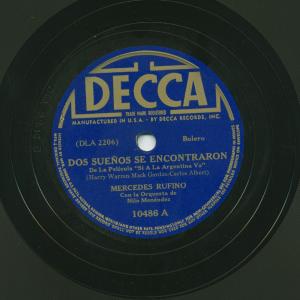 DECCA
TRADE MARK REGISTERED
MANUFACTURED IN U.S.A. - BY DECCA RECORDS, INC.
(DLA 2206) Bolero
DOS SUEÑOS SE ENCONTRARON
De La Película "Si A La Argentina Va"
(Harry Warren Mack Gordon-Carlos Albert)
MERCEDES RUFINO
Con la Orquesta de
Nilo Menéndez
10486 A